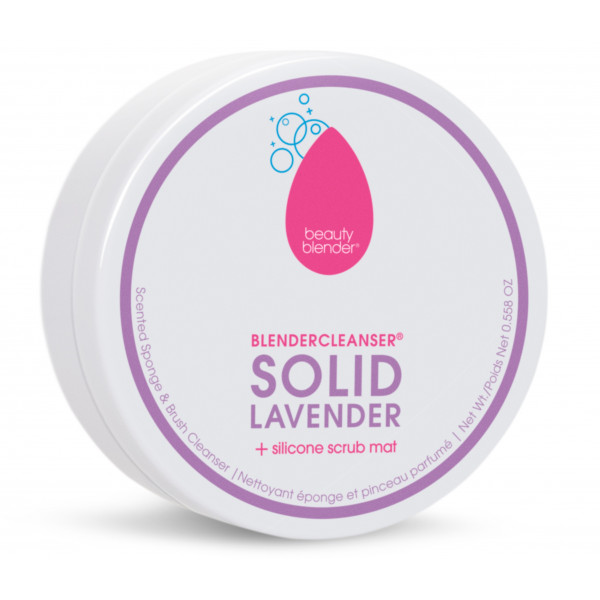 beauty
blender®
BLENDERCLEANSER®
SOLID
LAVENDER
+ silicone scrub mat
Scented Sponge & Brush Cleanser | Nettoyant éponge et pinceau parfumé | Net Wt./Poids Net 0.558 OZ